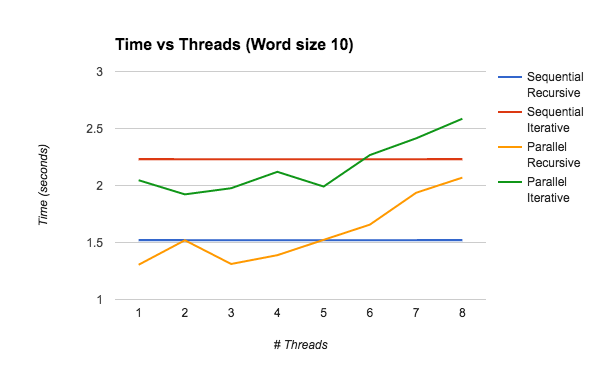 Time vs Threads (Word size 10)
3
2.5
2
1.5
1
Time (seconds)
1 2 3 4 5 6 7 8
# Threads
Sequential
Recursive
Sequential
Iterative
Parallel
Recursive
Parallel
Iterative